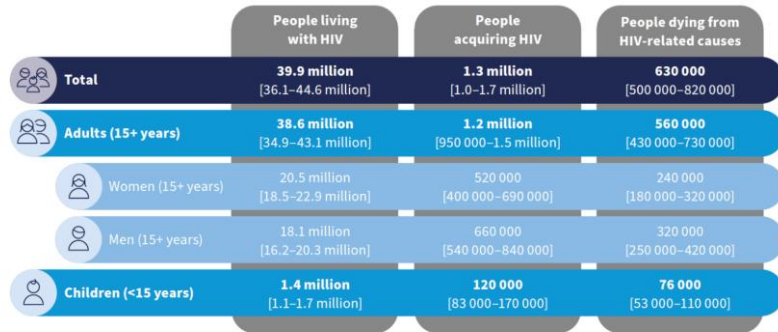 People living
with HIV
People
acquiring HIV
People dying from
HIV-related causes
Total
39.9 million
[36.1–44.6 million]
1.3 million
[1.0–1.7 million]
630 000
[500 000–820 000]
Adults (15+ years)
38.6 million
[34.9–43.1 million]
1.2 million
[950 000–1.5 million]
560 000
[430 000–730 000]
Women (15+ years)
20.5 million
[18.5–22.9 million]
520 000
[400 000–690 000]
240 000
[180 000–320 000]
Men (15+ years)
18.1 million
[16.2–20.3 million]
660 000
[540 000–840 000]
320 000
[250 000–420 000]
Children (<15 years)
1.4 million
[1.1–1.7 million]
120 000
[83 000–170 000]
76 000
[53 000–110 000]